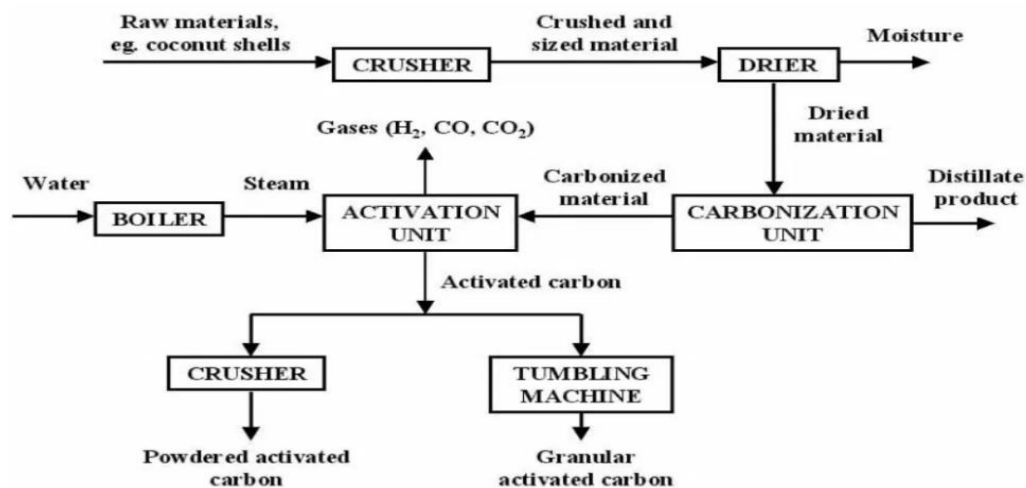 Raw materials,
eg. coconut shells
CRUSHER
Crushed and
sized material
DRIER
Moisture
Gases (H₂, CO, CO₂)
Dried
material
Water
BOILER
Steam
ACTIVATION
UNIT
Carbonized
material
CARBONIZATION
UNIT
Distillate
product
Activated carbon
CRUSHER
TUMBLING
MACHINE
Powdered activated
carbon
Granular
activated carbon